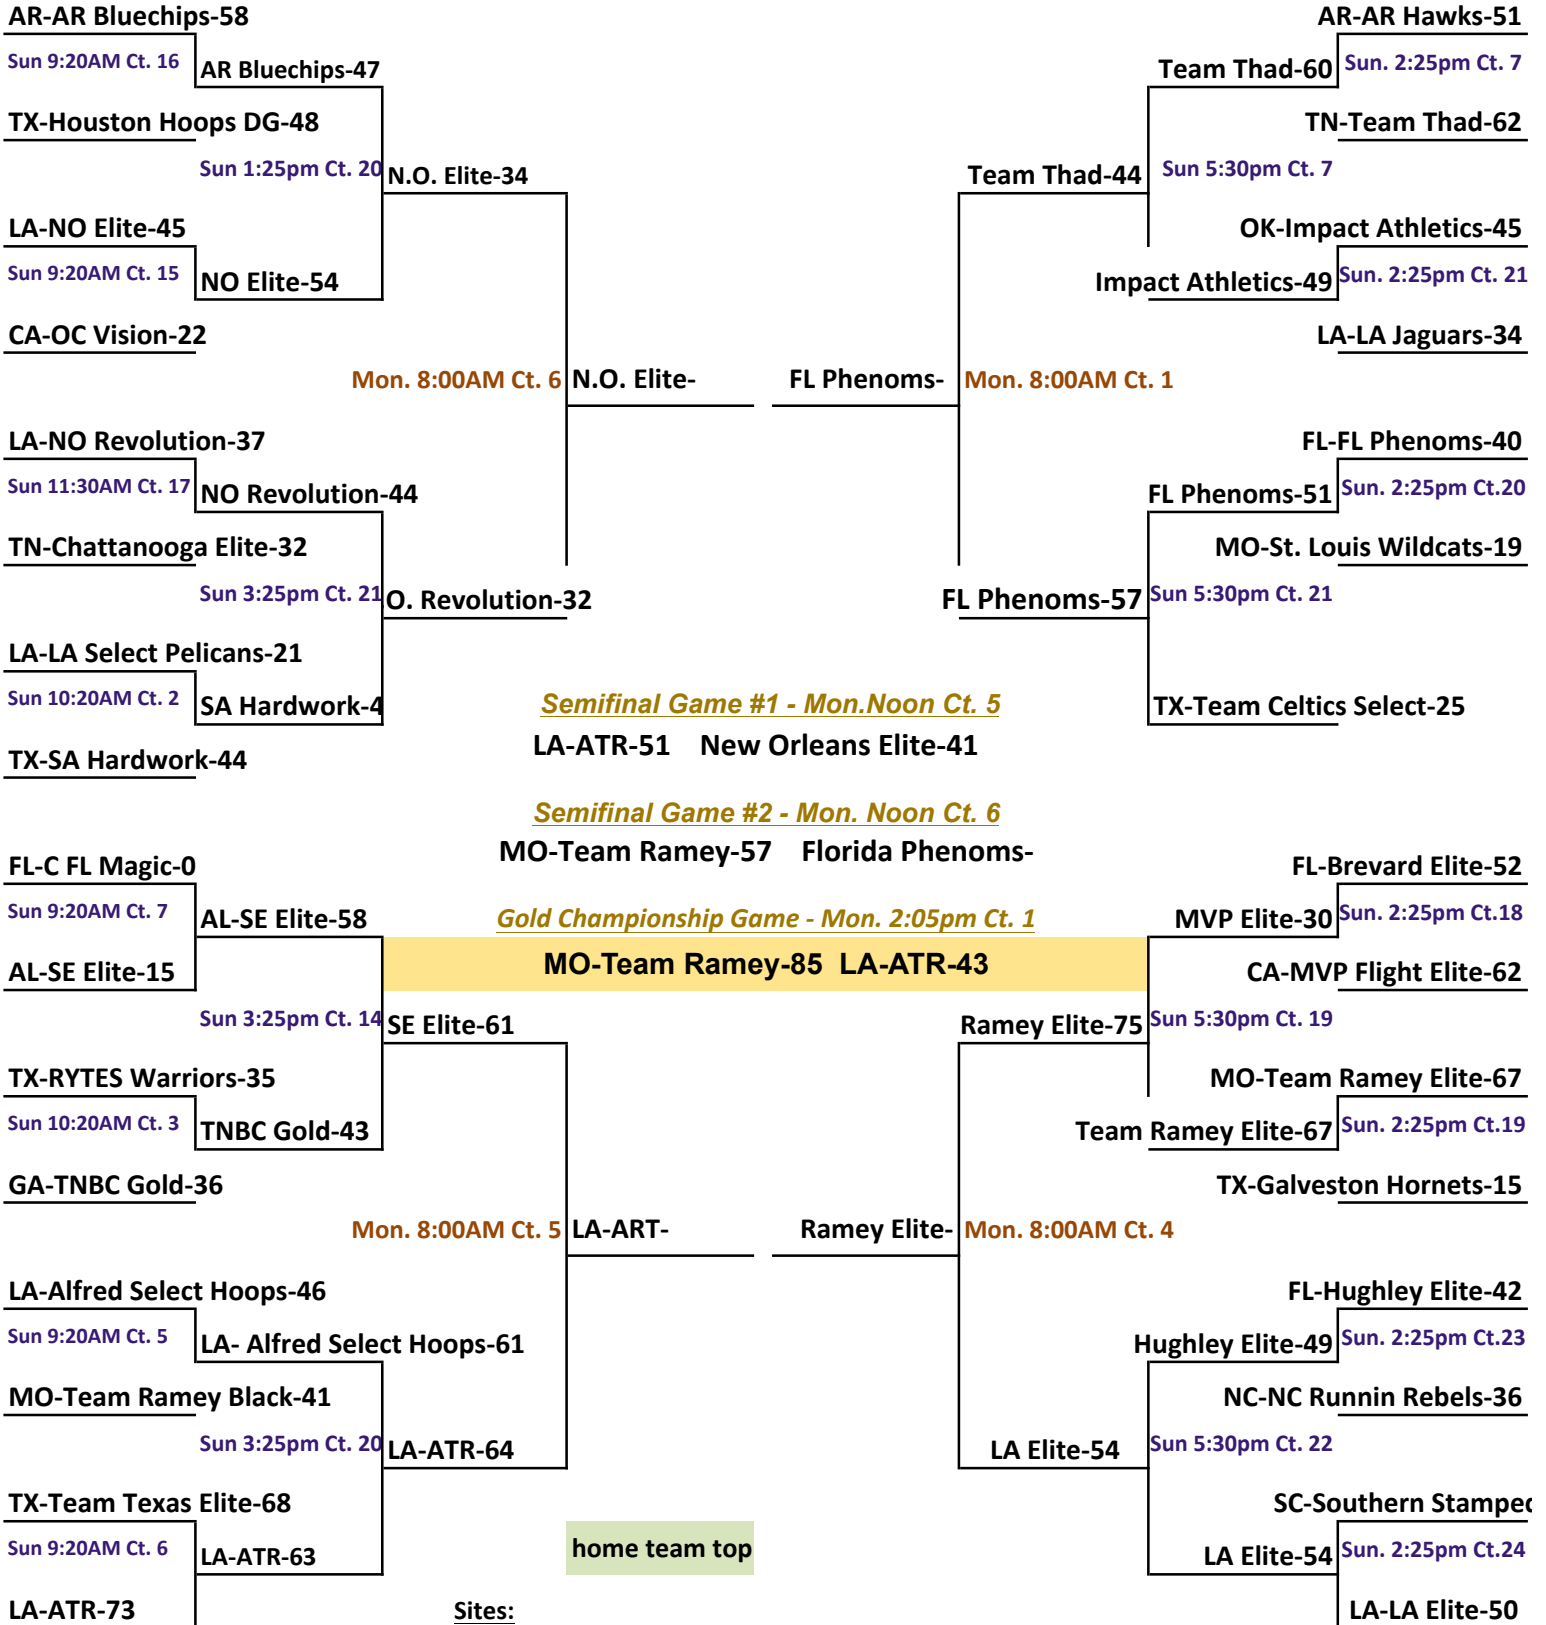 AR-AR Bluechips-58
AR-AR Hawks-51
Sun 9:20AM Ct. 16
AR Bluechips-47
Team Thad-60
Sun. 2:25pm Ct. 7
TX-Houston Hoops DG-48
TN-Team Thad-62
Sun 1:25pm Ct. 20
N.O. Elite-34
Team Thad-44
Sun 5:30pm Ct. 7
LA-NO Elite-45
OK-Impact Athletics-45
Sun 9:20AM Ct. 15
NO Elite-54
Impact Athletics-49
Sun. 2:25pm Ct. 21
CA-OC Vision-22
LA-LA Jaguars-34
Mon. 8:00AM Ct. 6
N.O. Elite-
FL Phenoms-
Mon. 8:00AM Ct. 1
LA-NO Revolution-37
FL-FL Phenoms-40
Sun 11:30AM Ct. 17
NO Revolution-44
FL Phenoms-51
Sun. 2:25pm Ct.20
TN-Chattanooga Elite-32
MO-St. Louis Wildcats-19
Sun 3:25pm Ct. 21
O. Revolution-32
FL Phenoms-57
Sun 5:30pm Ct. 21
LA-LA Select Pelicans-21
Sun 10:20AM Ct. 2
SA Hardwork-4
Semifinal Game #1 - Mon.Noon Ct. 5
TX-Team Celtics Select-25
LA-ATR-51 New Orleans Elite-41
TX-SA Hardwork-44
Semifinal Game #2 - Mon. Noon Ct. 6
MO-Team Ramey-57 Florida Phenoms-
FL-C FL Magic-0
FL-Brevard Elite-52
Sun 9:20AM Ct. 7
AL-SE Elite-58
Gold Championship Game - Mon. 2:05pm Ct. 1
MVP Elite-30
Sun. 2:25pm Ct.18
MO-Team Ramey-85 LA-ATR-43
AL-SE Elite-15
CA-MVP Flight Elite-62
Sun 3:25pm Ct. 14
SE Elite-61
Ramey Elite-75
Sun 5:30pm Ct. 19
TX-RYTES Warriors-35
MO-Team Ramey Elite-67
Sun 10:20AM Ct. 3
TNBC Gold-43
Team Ramey Elite-67
Sun. 2:25pm Ct.19
GA-TNBC Gold-36
TX-Galveston Hornets-15
Mon. 8:00AM Ct. 5
LA-ART-
Ramey Elite-
Mon. 8:00AM Ct. 4
LA-Alfred Select Hoops-46
FL-Hughley Elite-42
Sun 9:20AM Ct. 5
LA- Alfred Select Hoops-61
Hughley Elite-49
Sun. 2:25pm Ct.23
MO-Team Ramey Black-41
NC-NC Runnin Rebels-36
Sun 3:25pm Ct. 20
LA-ATR-64
LA Elite-54
Sun 5:30pm Ct. 22
TX-Team Texas Elite-68
SC-Southern Stamped
Sun 9:20AM Ct. 6
LA-ATR-63
home team top
LA Elite-54
Sun. 2:25pm Ct.24
LA-ATR-73
Sites:
LA-LA Elite-50